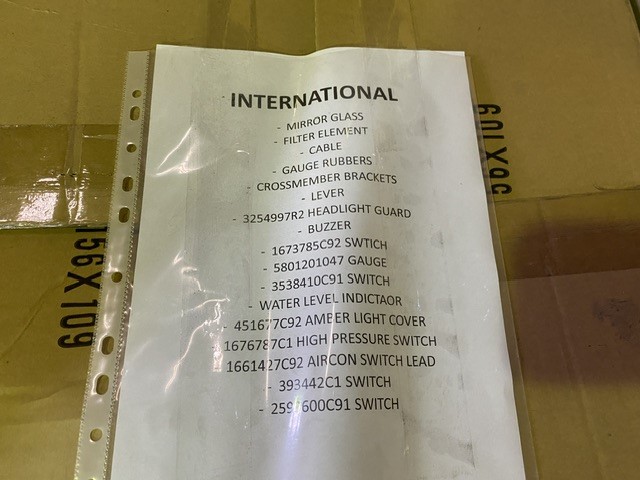 INTERNATIONAL
- MIRROR GLASS
- FILTER ELEMENT
- CABLE
- GAUGE RUBBERS
- CROSSMEMBER BRACKETS
- LEVER
- 3254997R2 HEADLIGHT GUARD
- BUZZER
- 1673785C92 SWTICH
- 5801201047 GAUGE
- 3538410C91 SWITCH
- WATER LEVEL INDICTAOR
- 451677C92 AMBER LIGHT COVER
1676787C1 HIGH PRESSURE SWITCH
1661427C92 AIRCON SWITCH LEAD
- 393442C1 SWITCH
- SWITCH
156X109